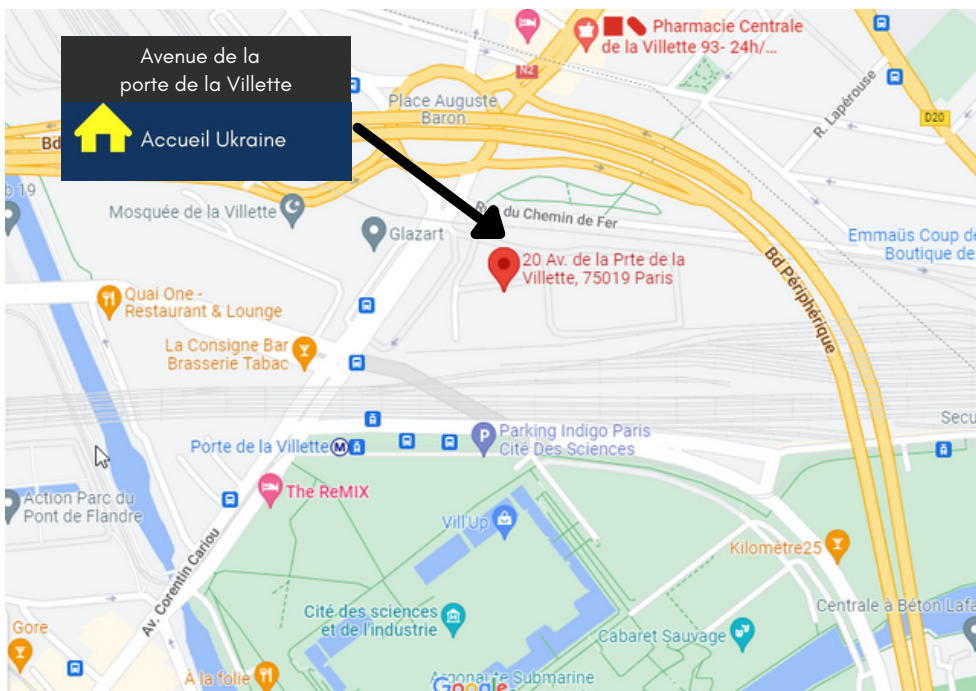 Pharmacie Centrale
de la Villette 93- 24h/...
N2
Avenue de la
porte de la Villette
Accueil Ukraine
Place Auguste
Baron
R. Lapérouse
D20
Bd
19
Mosquée de la Villette
Glazart
Rue du Chemin de Fer
Emmaüs Coup de
Boutique de
20 Av. de la Prte de la
Villette, 75019 Paris
Bd Périphérique
Quai One -
Restaurant & Lounge
La Consigne Bar
Brasserie Tabac
Porte de la Villette
M
P
Parking Indigo Paris
Cité Des Sciences
Secu
Action Parc du
Pont de Flandre
The ReMIX
Vill'Up
Kilomètre25
Av. Corentin Cariou
Cité des sciences
et de l'industrie
Centrale à Béton Lafa
Cabaret Sauvage
Gore
À la folie
Argonaute Submarine
Google